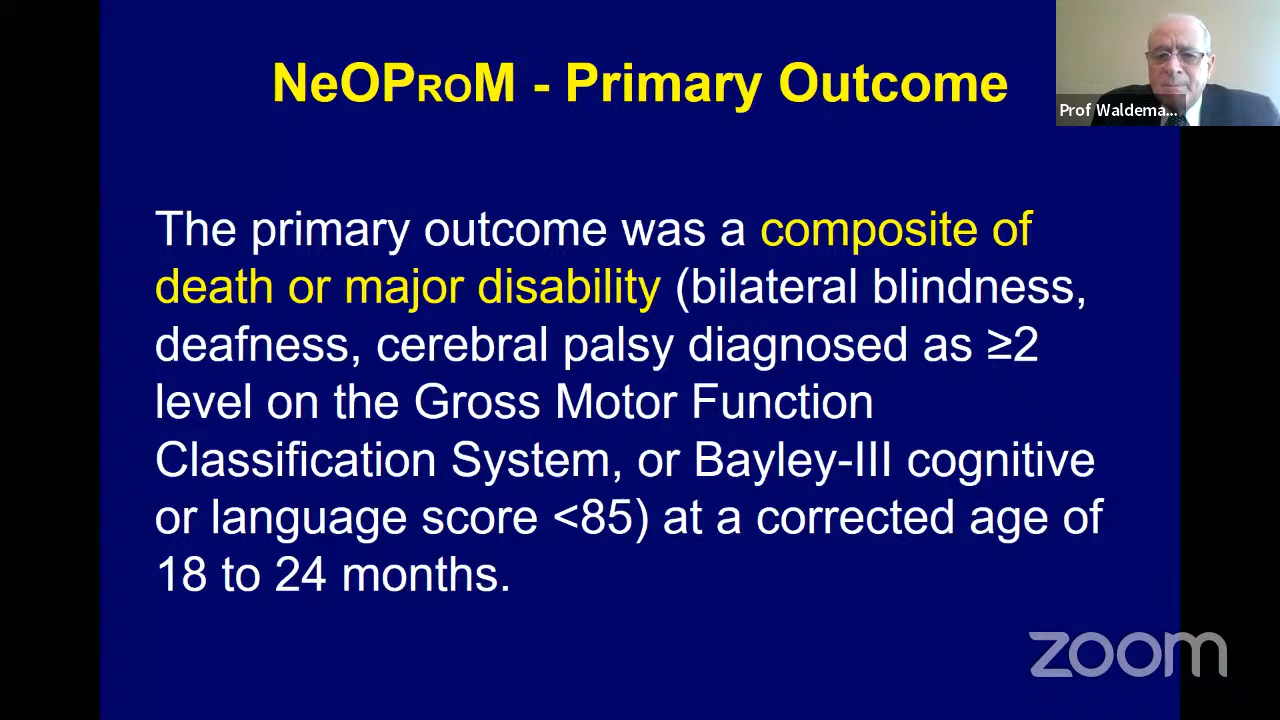 NeOPROM - Primary Outcome
Prof Waldema...
The primary outcome was a composite of
death or major disability (bilateral blindness,
deafness, cerebral palsy diagnosed as ≥2
level on the Gross Motor Function
Classification System, or Bayley-III cognitive
or language score <85) at a corrected age of
18 to 24 months.
zoom